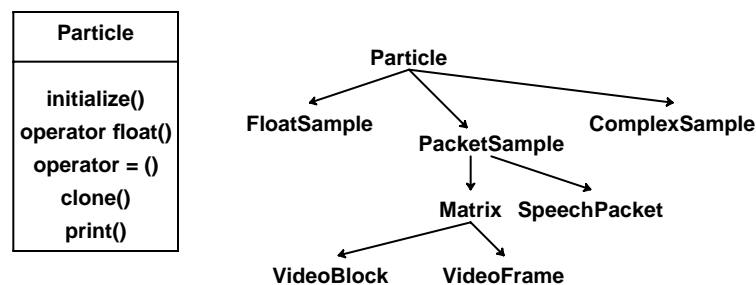 Particle
initialize()
operator float()
operator = ()
clone()
print()
Particle
FloatSample
ComplexSample
PacketSample
Matrix
SpeechPacket
VideoBlock
VideoFrame